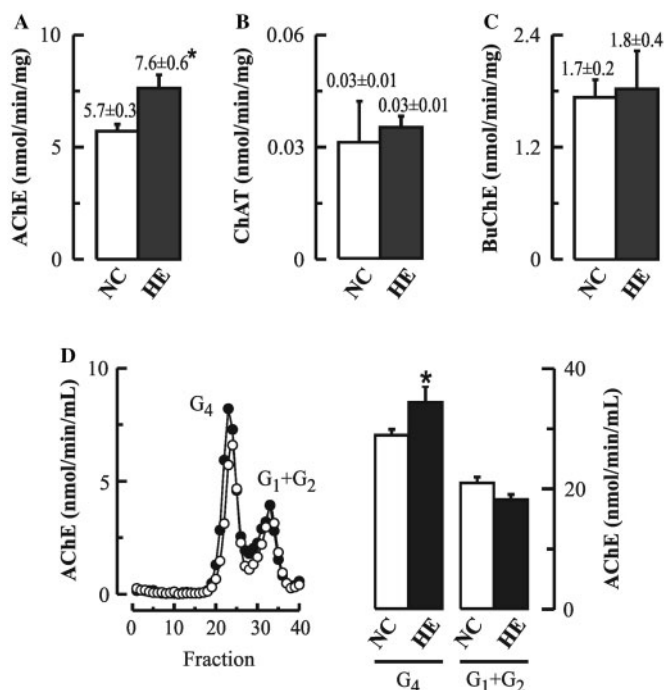 A
AChE (nmol/min/mg)
10
5
0
5.7±0.3
7.6±0.6*
NC
HE
B
ChAT (nmol/min/mg)
0.06
0.03
0
0.03±0.01
0.03±0.01
NC
HE
C
BuChE (nmol/min/mg)
2.4
1.2
0
1.7±0.2
1.8±0.4
NC
HE
D
AChE (nmol/min/mL)
10
5
0
G4
G1+G2
0 10 20 30 40
Fraction
*
NC
HE
NC
HE
G4
G1+G2
40
20
0
AChE (nmol/min/mL)